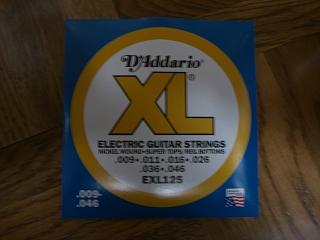 D'Addario®
XL®
ELECTRIC GUITAR STRINGS
NICKEL WOUND•SUPER TOP/REG. BOTTOMS
.009•.011•.016•.026
.036•.046
EXL125
.009-
.046